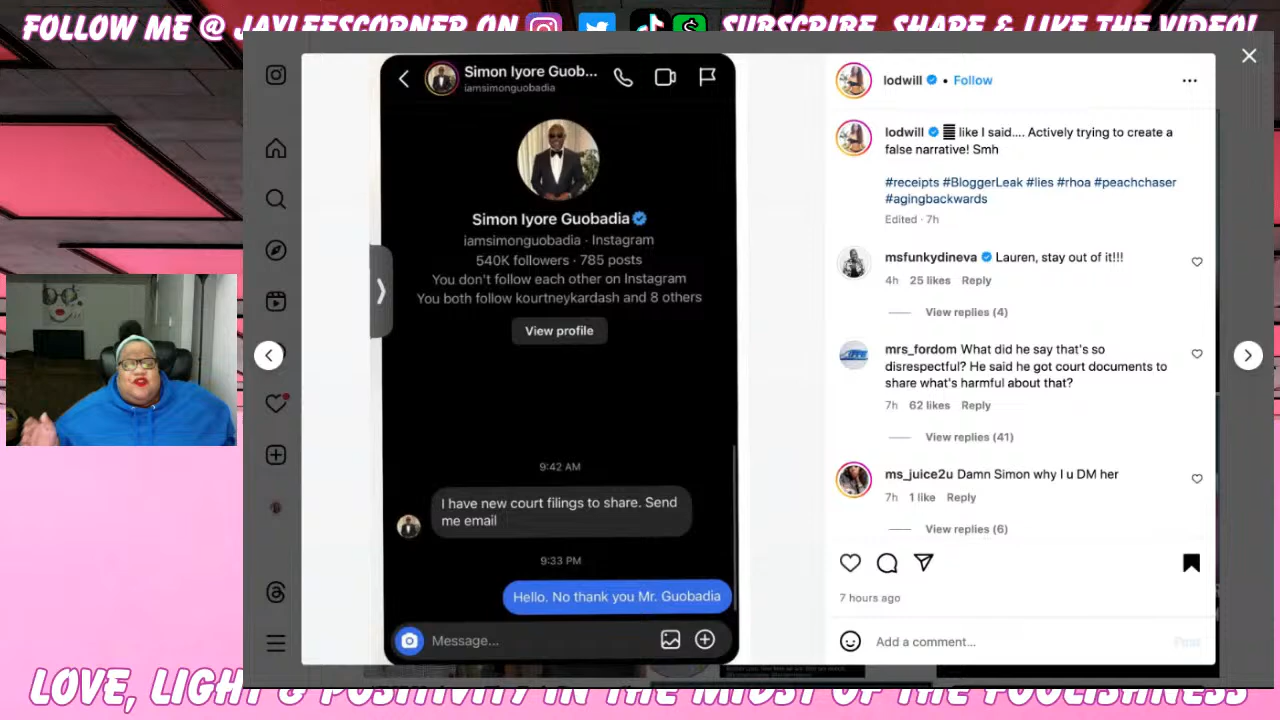 FOLLOW ME @ JAYLEESCORNER ON
SUBSCRIBE, SHARE & LIKE THE VIDEO!
Simon Iyore Guob...
iamsimonguobadia
Simon Iyore Guobadia
iamsimonguobadia · Instagram
540K followers · 785 posts
You don't follow each other on Instagram
You both follow kourtneykardash and 8 others
View profile
9:42 AM
I have new court filings to share. Send
me email
9:33 PM
Hello. No thank you Mr. Guobadia
Message...
lodwill • Follow
lodwill like I said.... Actively trying to create a
false narrative! Smh
#receipts #BloggerLeak #lies #rhoa #peachchaser
#agingbackwards
Edited · 7h
msfunkydineva Lauren, stay out of it!!!
4h 25 likes Reply
View replies (4)
mrs_fordom What did he say that's so
disrespectful? He said he got court documents to
share what's harmful about that?
7h 62 likes Reply
View replies (41)
ms_juice2u Damn Simon why I u DM her
7h 1 like Reply
View replies (6)
7 hours ago
Add a comment...
Post
LOVE, LIGHT & POSITIVITY IN THE MIDST OF THE FOOLISHNESS